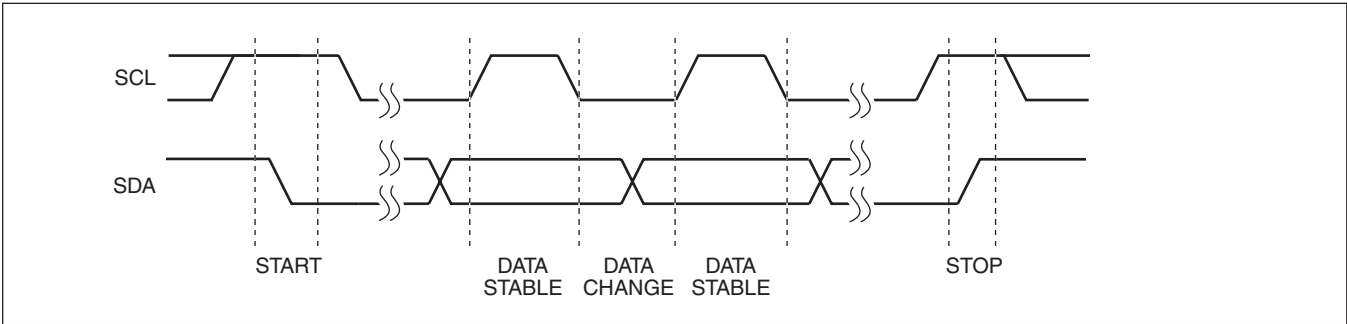 SCL
SDA
START
DATA STABLE
DATA CHANGE
DATA STABLE
STOP